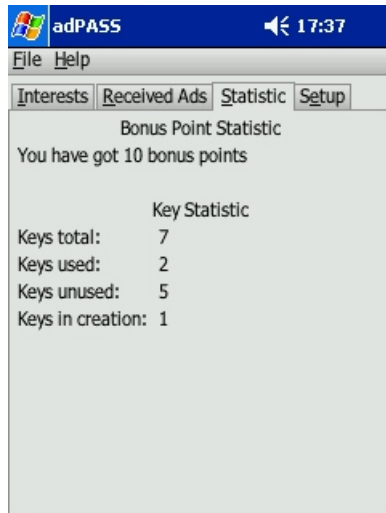 adPASS 17:37
File Help
Interests Received Ads Statistic Setup
Bonus Point Statistic
You have got 10 bonus points
Key Statistic
Keys total: 7
Keys used: 2
Keys unused: 5
Keys in creation: 1